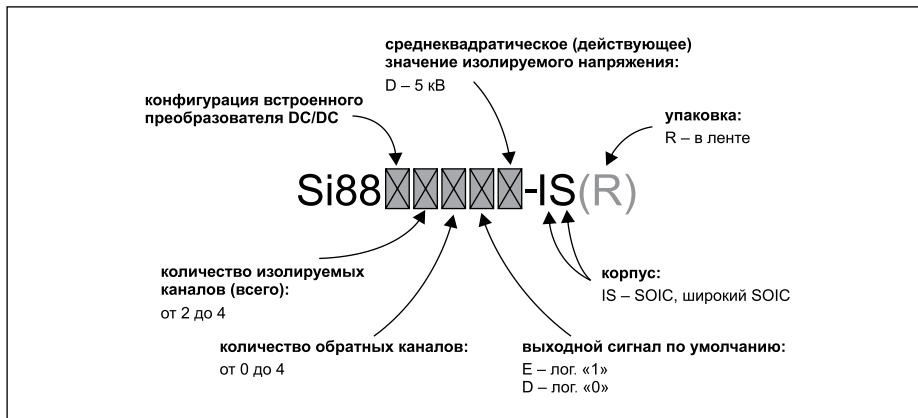 среднеквадратическое (действующее)
значение изолируемого напряжения:
D – 5 кВ
конфигурация встроенного
преобразователя DC/DC
упаковка:
R – в ленте
Si88-IS(R)
количество изолируемых
каналов (всего):
от 2 до 4
корпус:
IS – SOIC, широкий SOIC
количество обратных каналов:
от 0 до 4
выходной сигнал по умолчанию:
E – лог. «1»
D – лог. «0»